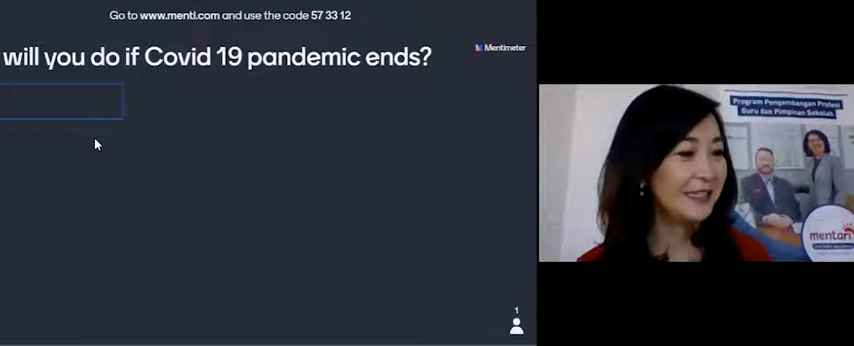 Go to www.menti.com and use the code 57 33 12
will you do if Covid 19 pandemic ends?
Mentimeter
1
Program Pengembangan Profesi
Guru dan Pimpinan Sekolah
mentari